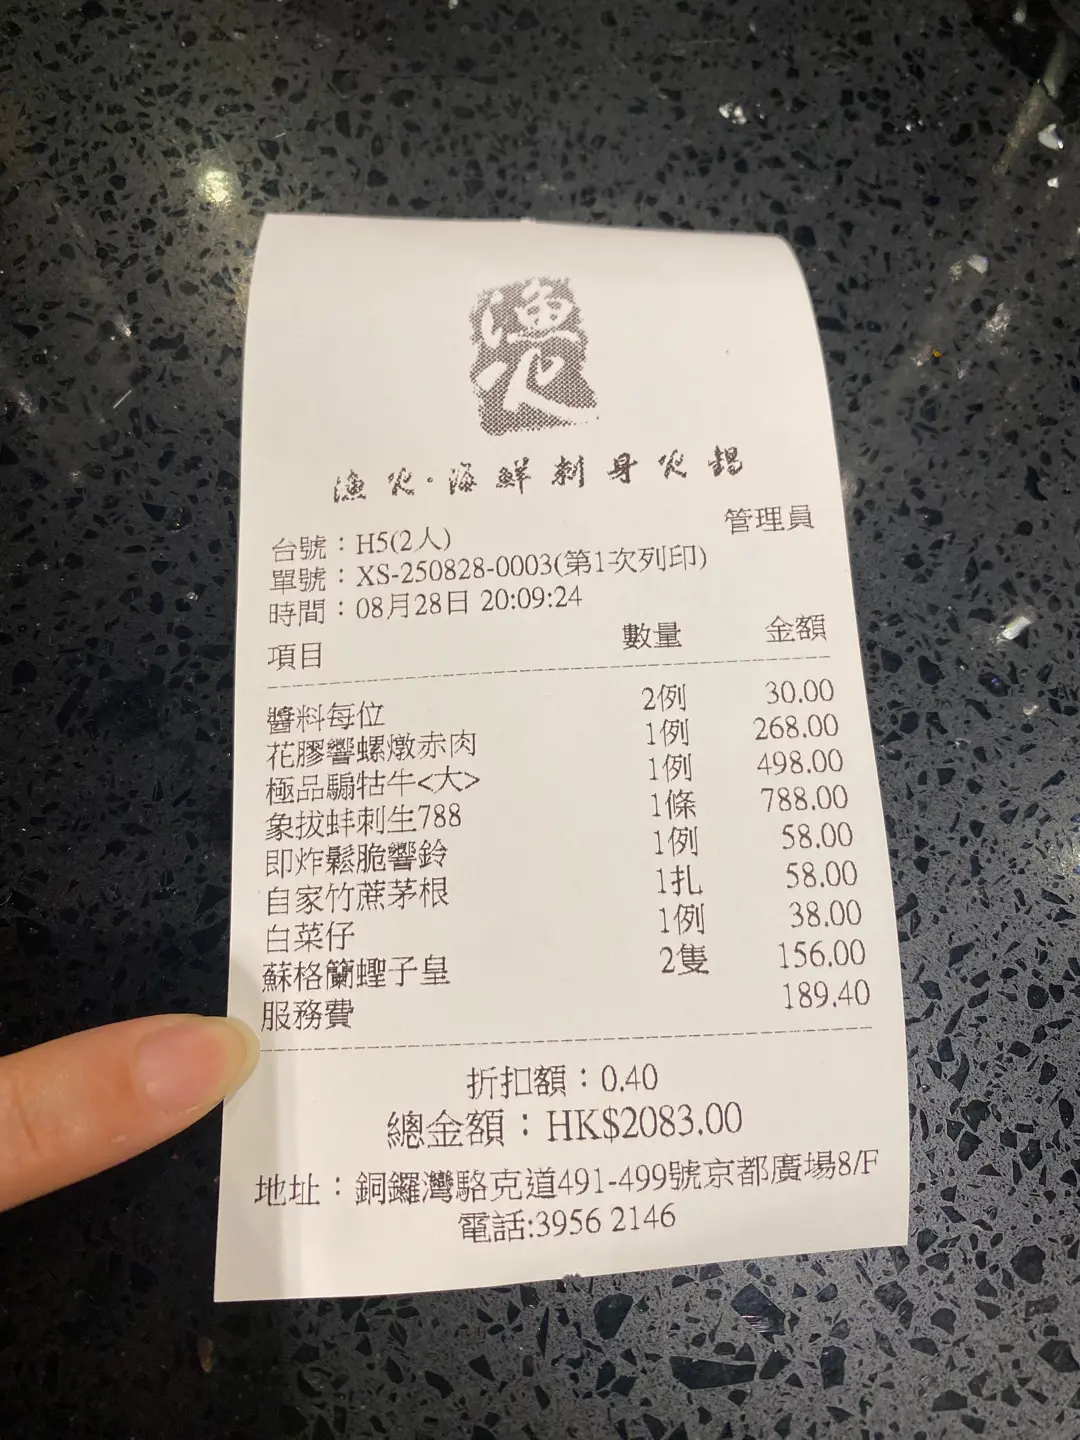 漁火
漁火·海鮮刺身火鍋
管理員
台號：H5(2人)
單號：XS-250828-0003(第1次列印)
時間：08月28日 20:09:24
項目 數量 金額
醬料每位 2例 30.00
花膠響螺燉赤肉 1例 268.00
極品騸牯牛<大> 1例 498.00
象拔蚌刺生788 1條 788.00
即炸鬆脆響鈴 1例 58.00
自家竹蔗茅根 1扎 58.00
白菜仔 1例 38.00
蘇格蘭蟶子皇 2隻 156.00
服務費 189.40
折扣額：0.40
總金額：HK$2083.00
地址：銅鑼灣駱克道491-499號京都廣場8/F
電話:3956 2146